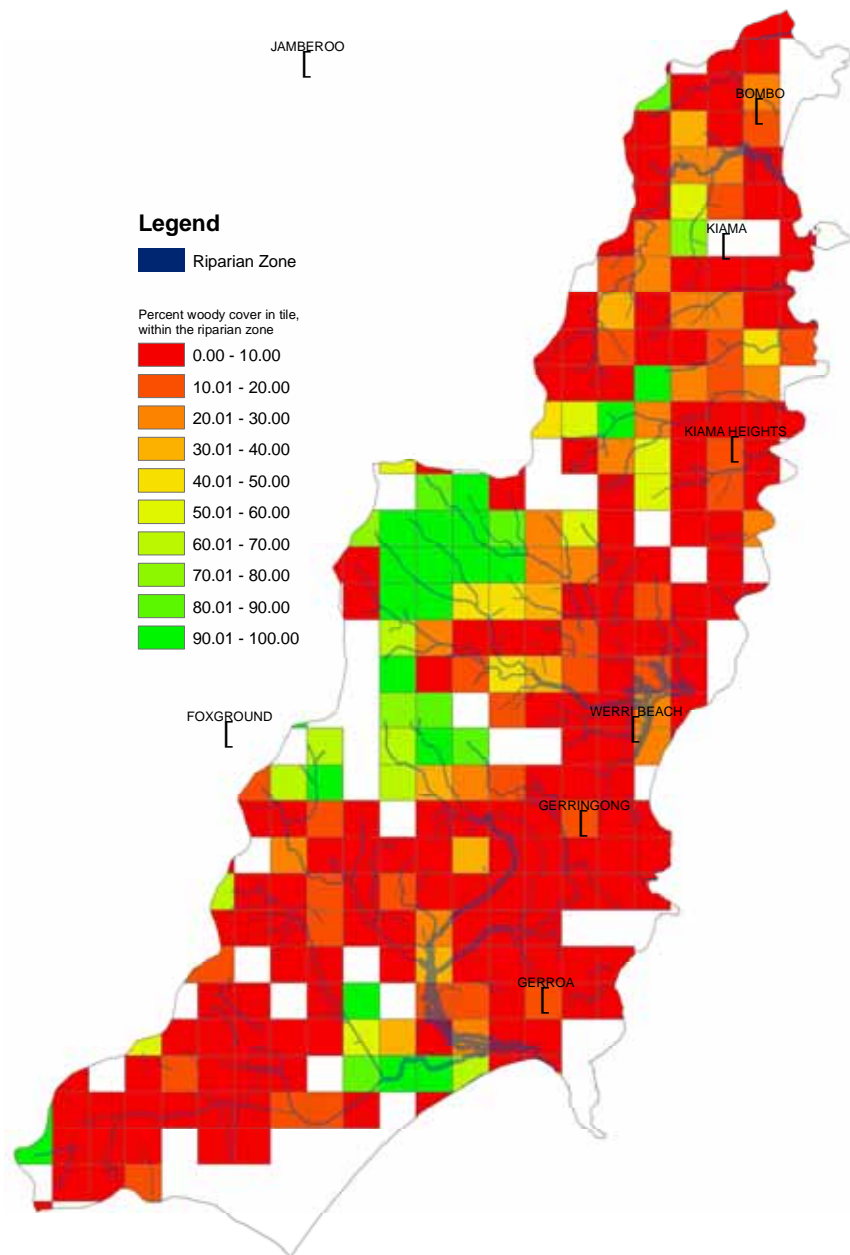 JAMBEROO
BOMBO
Legend
Riparian Zone
KIAMA
Percent woody cover in tile,
within the riparian zone
0.00 - 10.00
10.01 - 20.00
20.01 - 30.00
30.01 - 40.00
40.01 - 50.00
50.01 - 60.00
60.01 - 70.00
70.01 - 80.00
80.01 - 90.00
90.01 - 100.00
KIAMA HEIGHTS
FOXGROUND
WERRI BEACH
GERRINGONG
GERROA